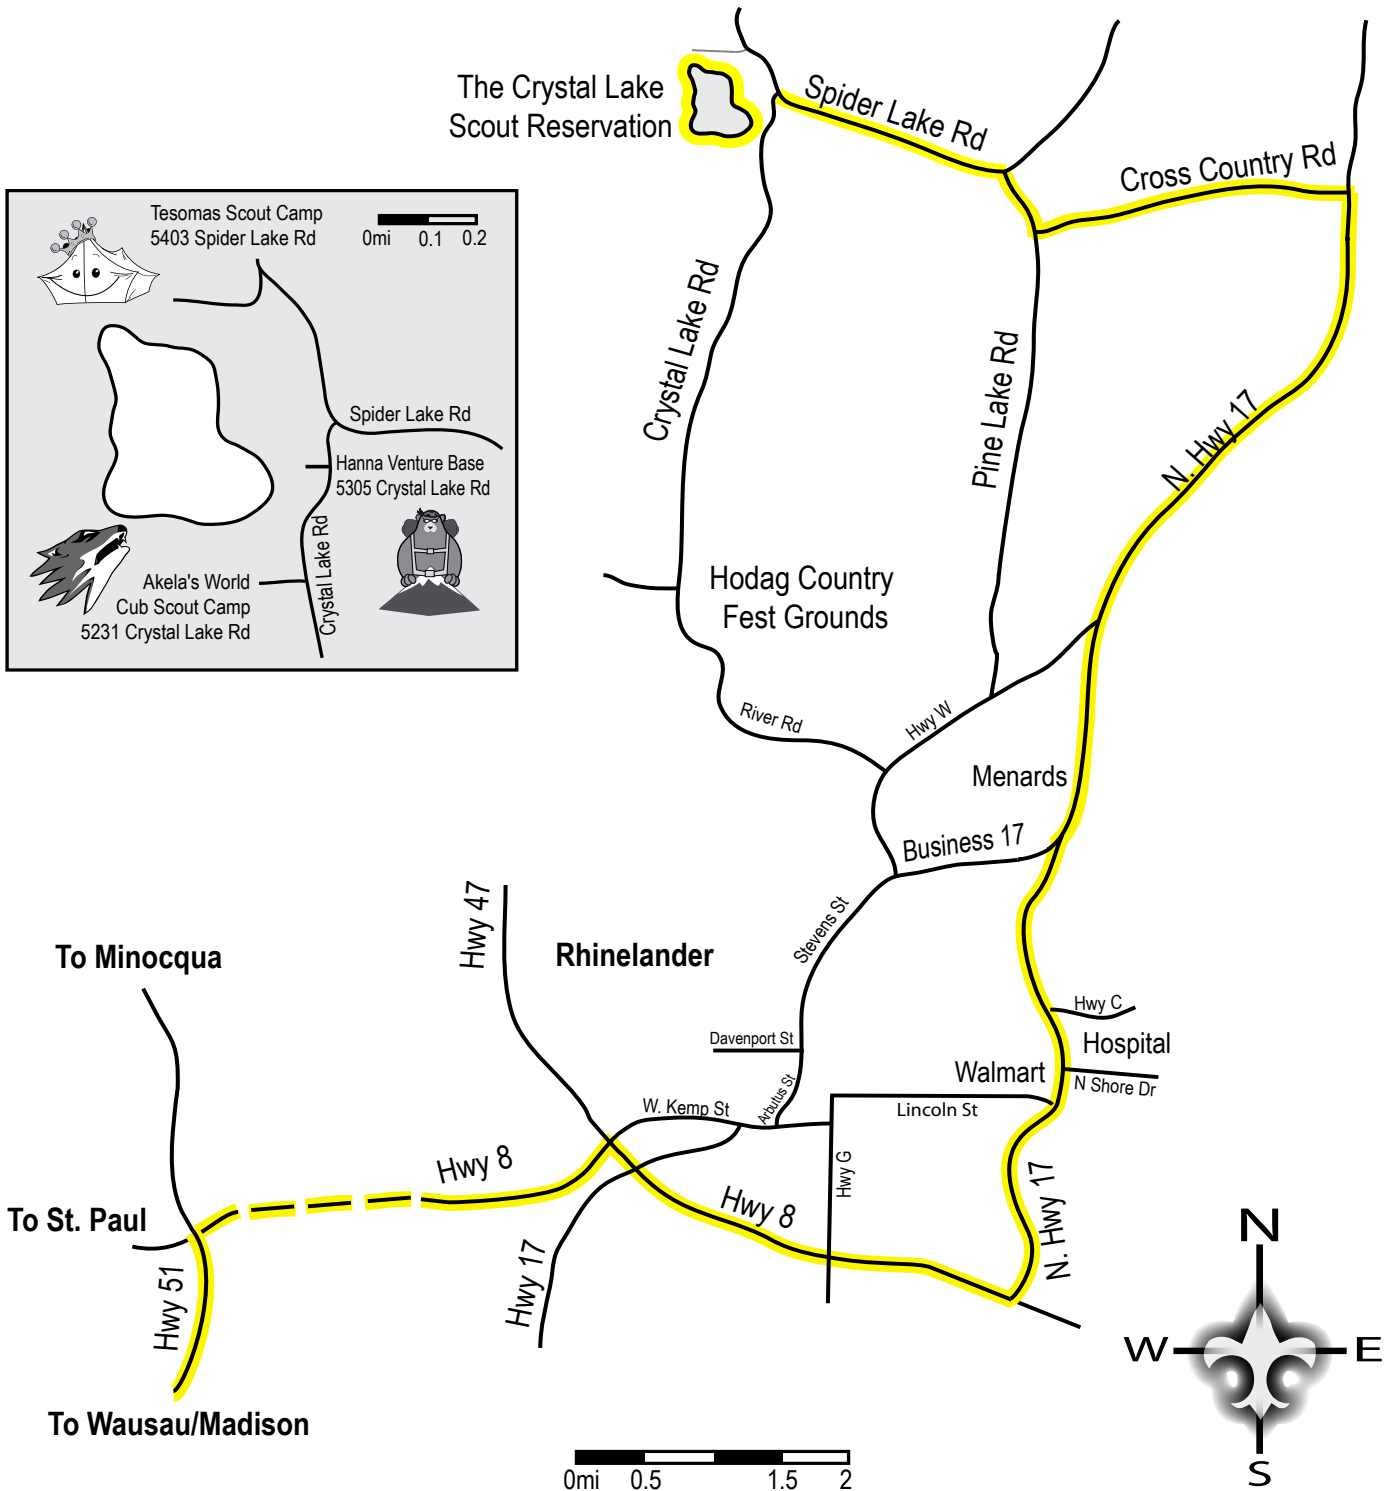 The Crystal Lake
Scout Reservation
Spider Lake Rd
Cross Country Rd
Tesomas Scout Camp
5403 Spider Lake Rd
0mi 0.1 0.2
Spider Lake Rd
Hanna Venture Base
5305 Crystal Lake Rd
Crystal Lake Rd
Akela's World
Cub Scout Camp
5231 Crystal Lake Rd
Crystal Lake Rd
Pine Lake Rd
N. Hwy 17
Hodag Country
Fest Grounds
River Rd
Hwy W
Menards
Business 17
Hwy 47
Rhinelander
Stevens St
To Minocqua
Hwy C
Davenport St
Hospital
Walmart
N Shore Dr
Arbutus St
W. Kemp St
Lincoln St
Hwy 8
Hwy G
Hwy 8
N. Hwy 17
To St. Paul
Hwy 17
Hwy 51
To Wausau/Madison
N
W E
S
0mi 0.5 1.5 2